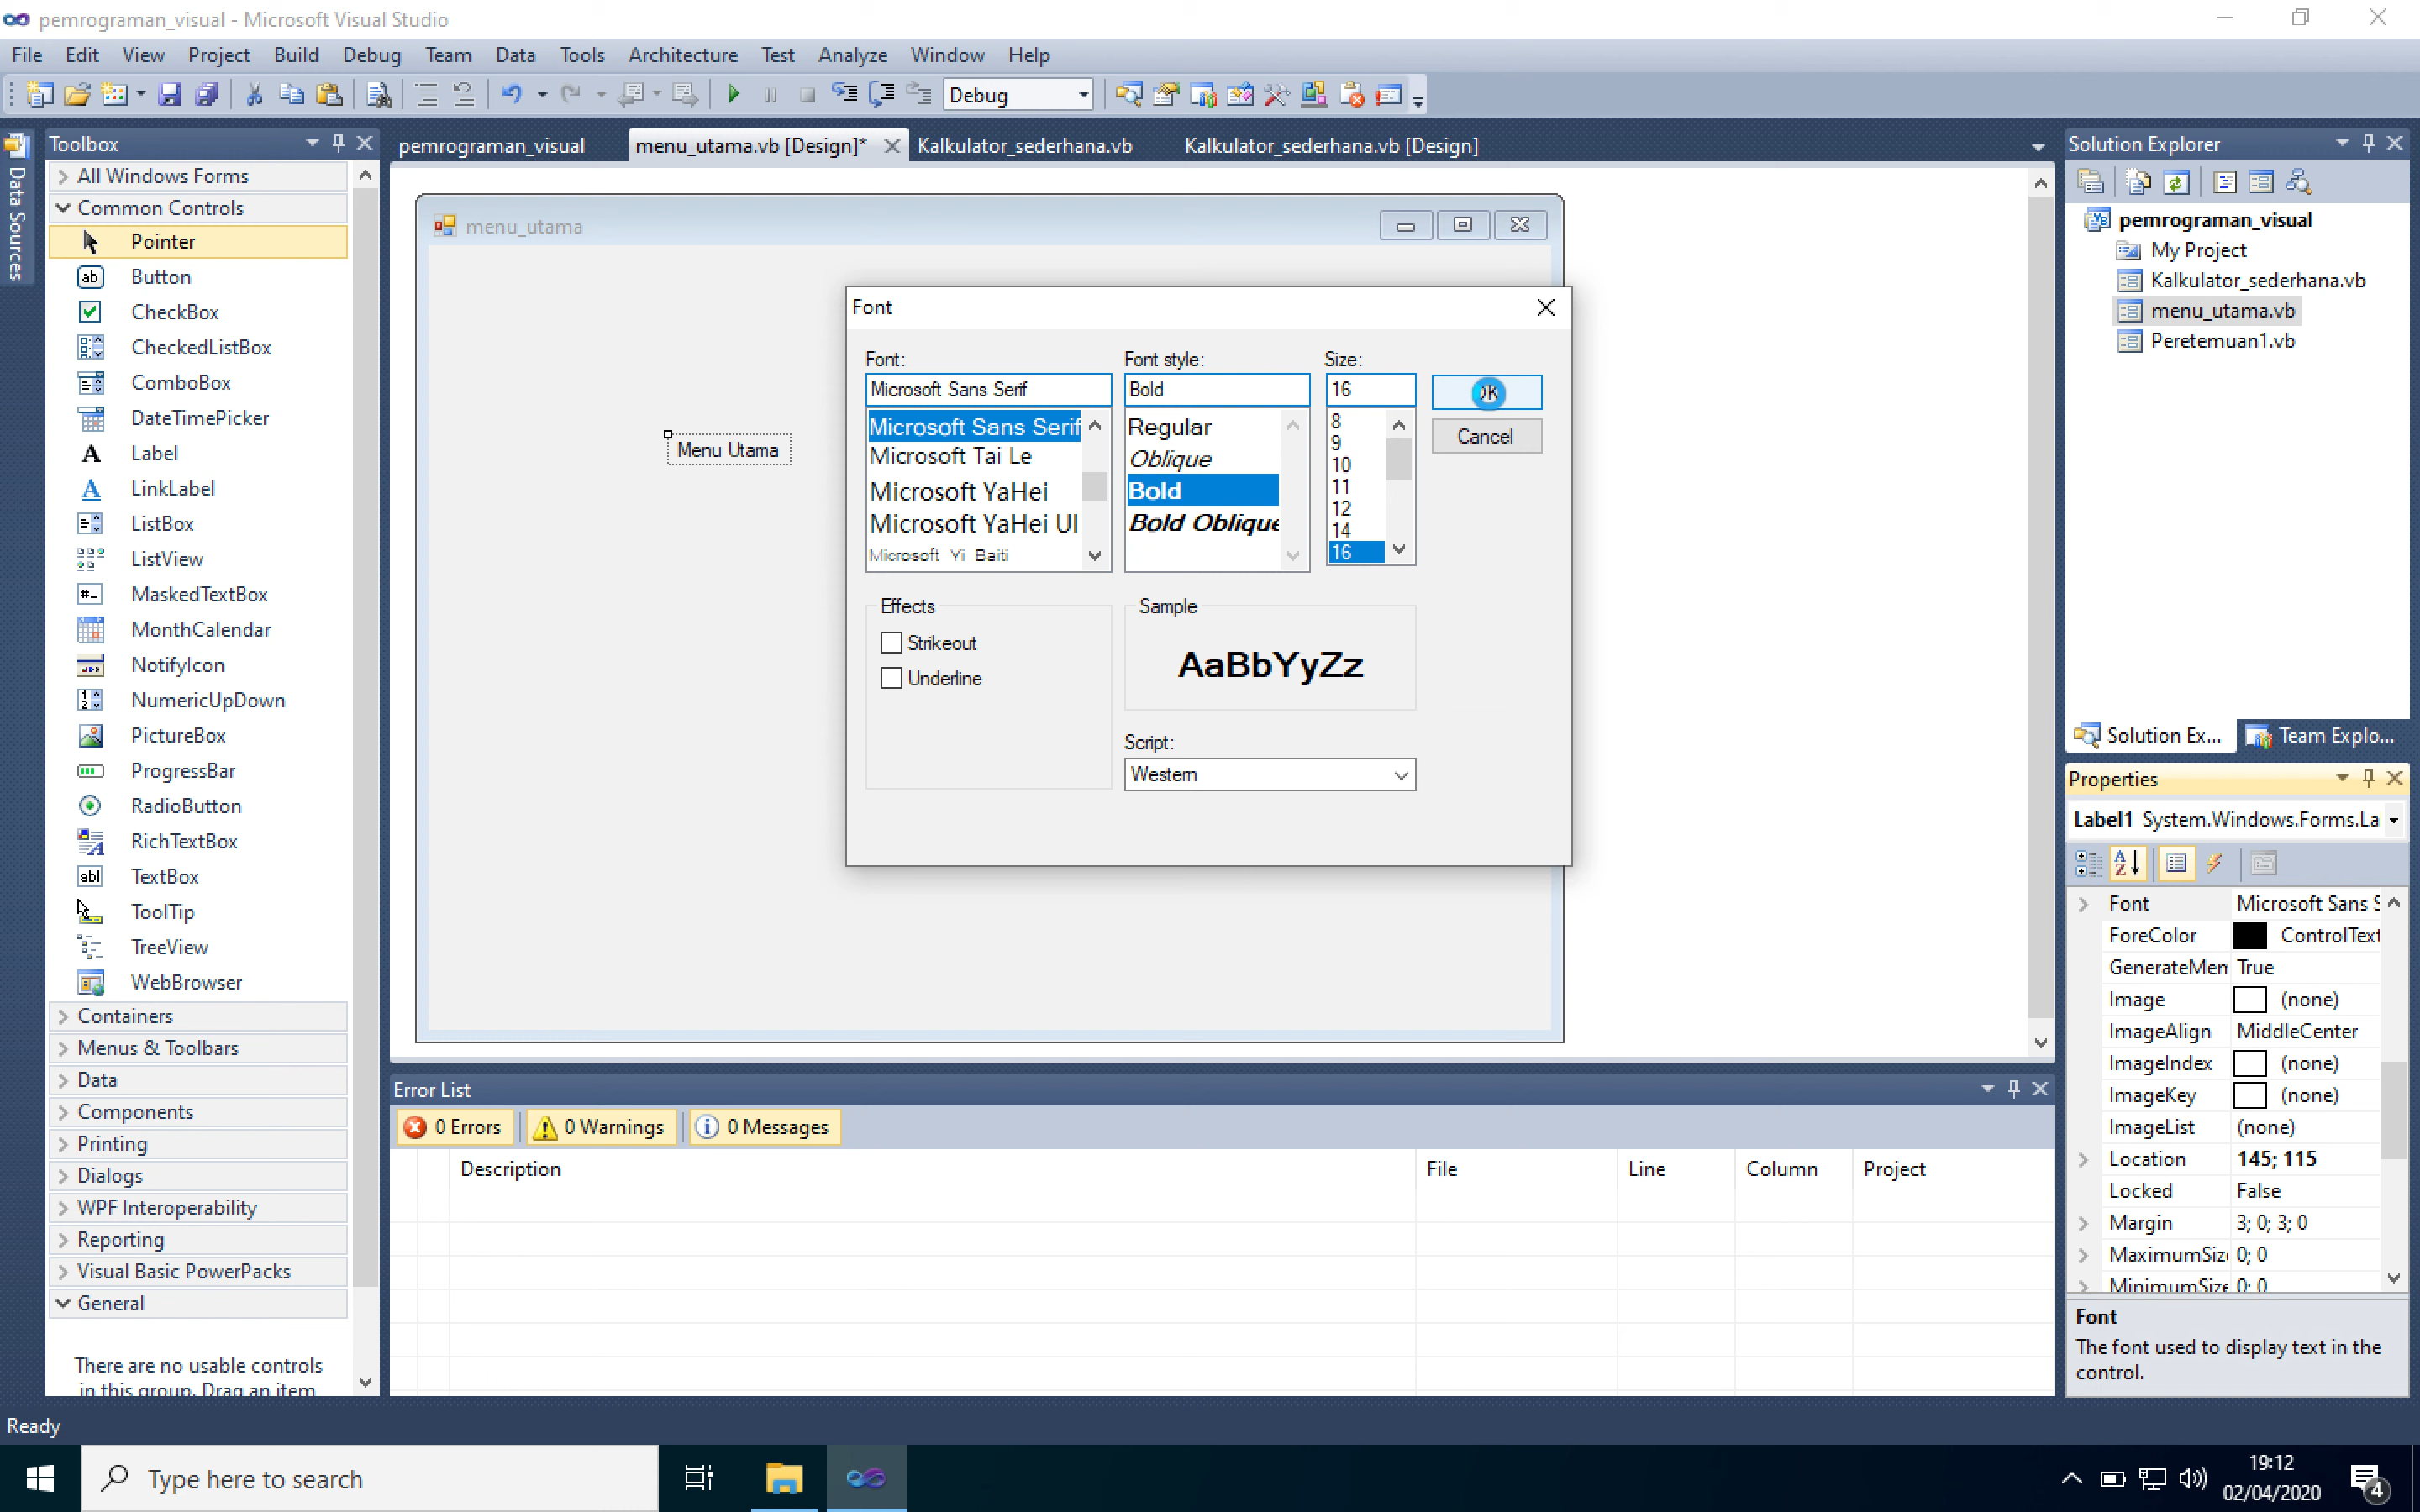 pemrograman_visual - Microsoft Visual Studio
File Edit View Project Build Debug Team Data Tools Architecture Test Analyze Window Help
Debug
Data Sources
Toolbox
All Windows Forms
Common Controls
Pointer
Button
CheckBox
CheckedListBox
ComboBox
DateTimePicker
Label
LinkLabel
ListBox
ListView
MaskedTextBox
MonthCalendar
NotifyIcon
NumericUpDown
PictureBox
ProgressBar
RadioButton
RichTextBox
TextBox
ToolTip
TreeView
WebBrowser
Containers
Menus & Toolbars
Data
Components
Printing
Dialogs
WPF Interoperability
Reporting
Visual Basic PowerPacks
General
There are no usable controls
in this group. Drag an item
pemrograman_visual menu_utama.vb [Design]* Kalkulator_sederhana.vb Kalkulator_sederhana.vb [Design]
menu_utama
Menu Utama
Font
Font: Font style: Size:
Microsoft Sans Serif Bold 16
Microsoft Sans Serif
Microsoft Tai Le
Microsoft YaHei
Microsoft YaHei UI
Microsoft Yi Baiti
Regular
Oblique
Bold
Bold Oblique
8
9
10
11
12
14
16
OK
Cancel
Effects
Strikeout
Underline
Sample
AaBbYyZz
Script:
Western
Error List
0 Errors 0 Warnings 0 Messages
Description File Line Column Project
Solution Explorer
pemrograman_visual
My Project
Kalkulator_sederhana.vb
menu_utama.vb
Peretemuan1.vb
Solution Ex... Team Explo...
Properties
Label1 System.Windows.Forms.La
Font Microsoft Sans S
ForeColor ControlText
GenerateMem True
Image (none)
ImageAlign MiddleCenter
ImageIndex (none)
ImageKey (none)
ImageList (none)
Location 145; 115
Locked False
Margin 3; 0; 3; 0
MaximumSize 0; 0
MinimumSize 0; 0
Font
The font used to display text in the
control.
Ready
Type here to search
19:12
02/04/2020
4